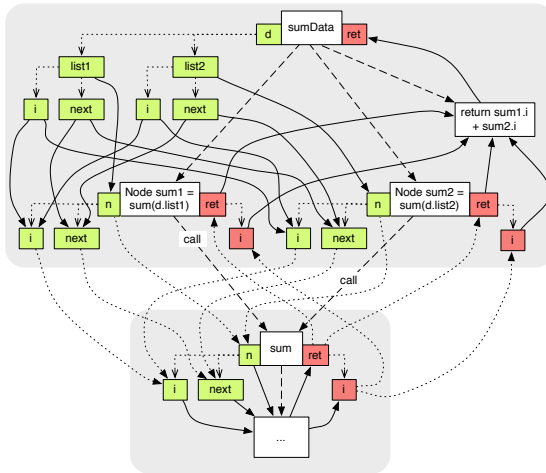 d sumData ret
list1 list2
i next i next
return sum1.i
+ sum2.i
n Node sum1 =
sum(d.list1) ret
n Node sum2 =
sum(d.list2) ret
i next i i next i
call
call
n sum ret
i next i
...